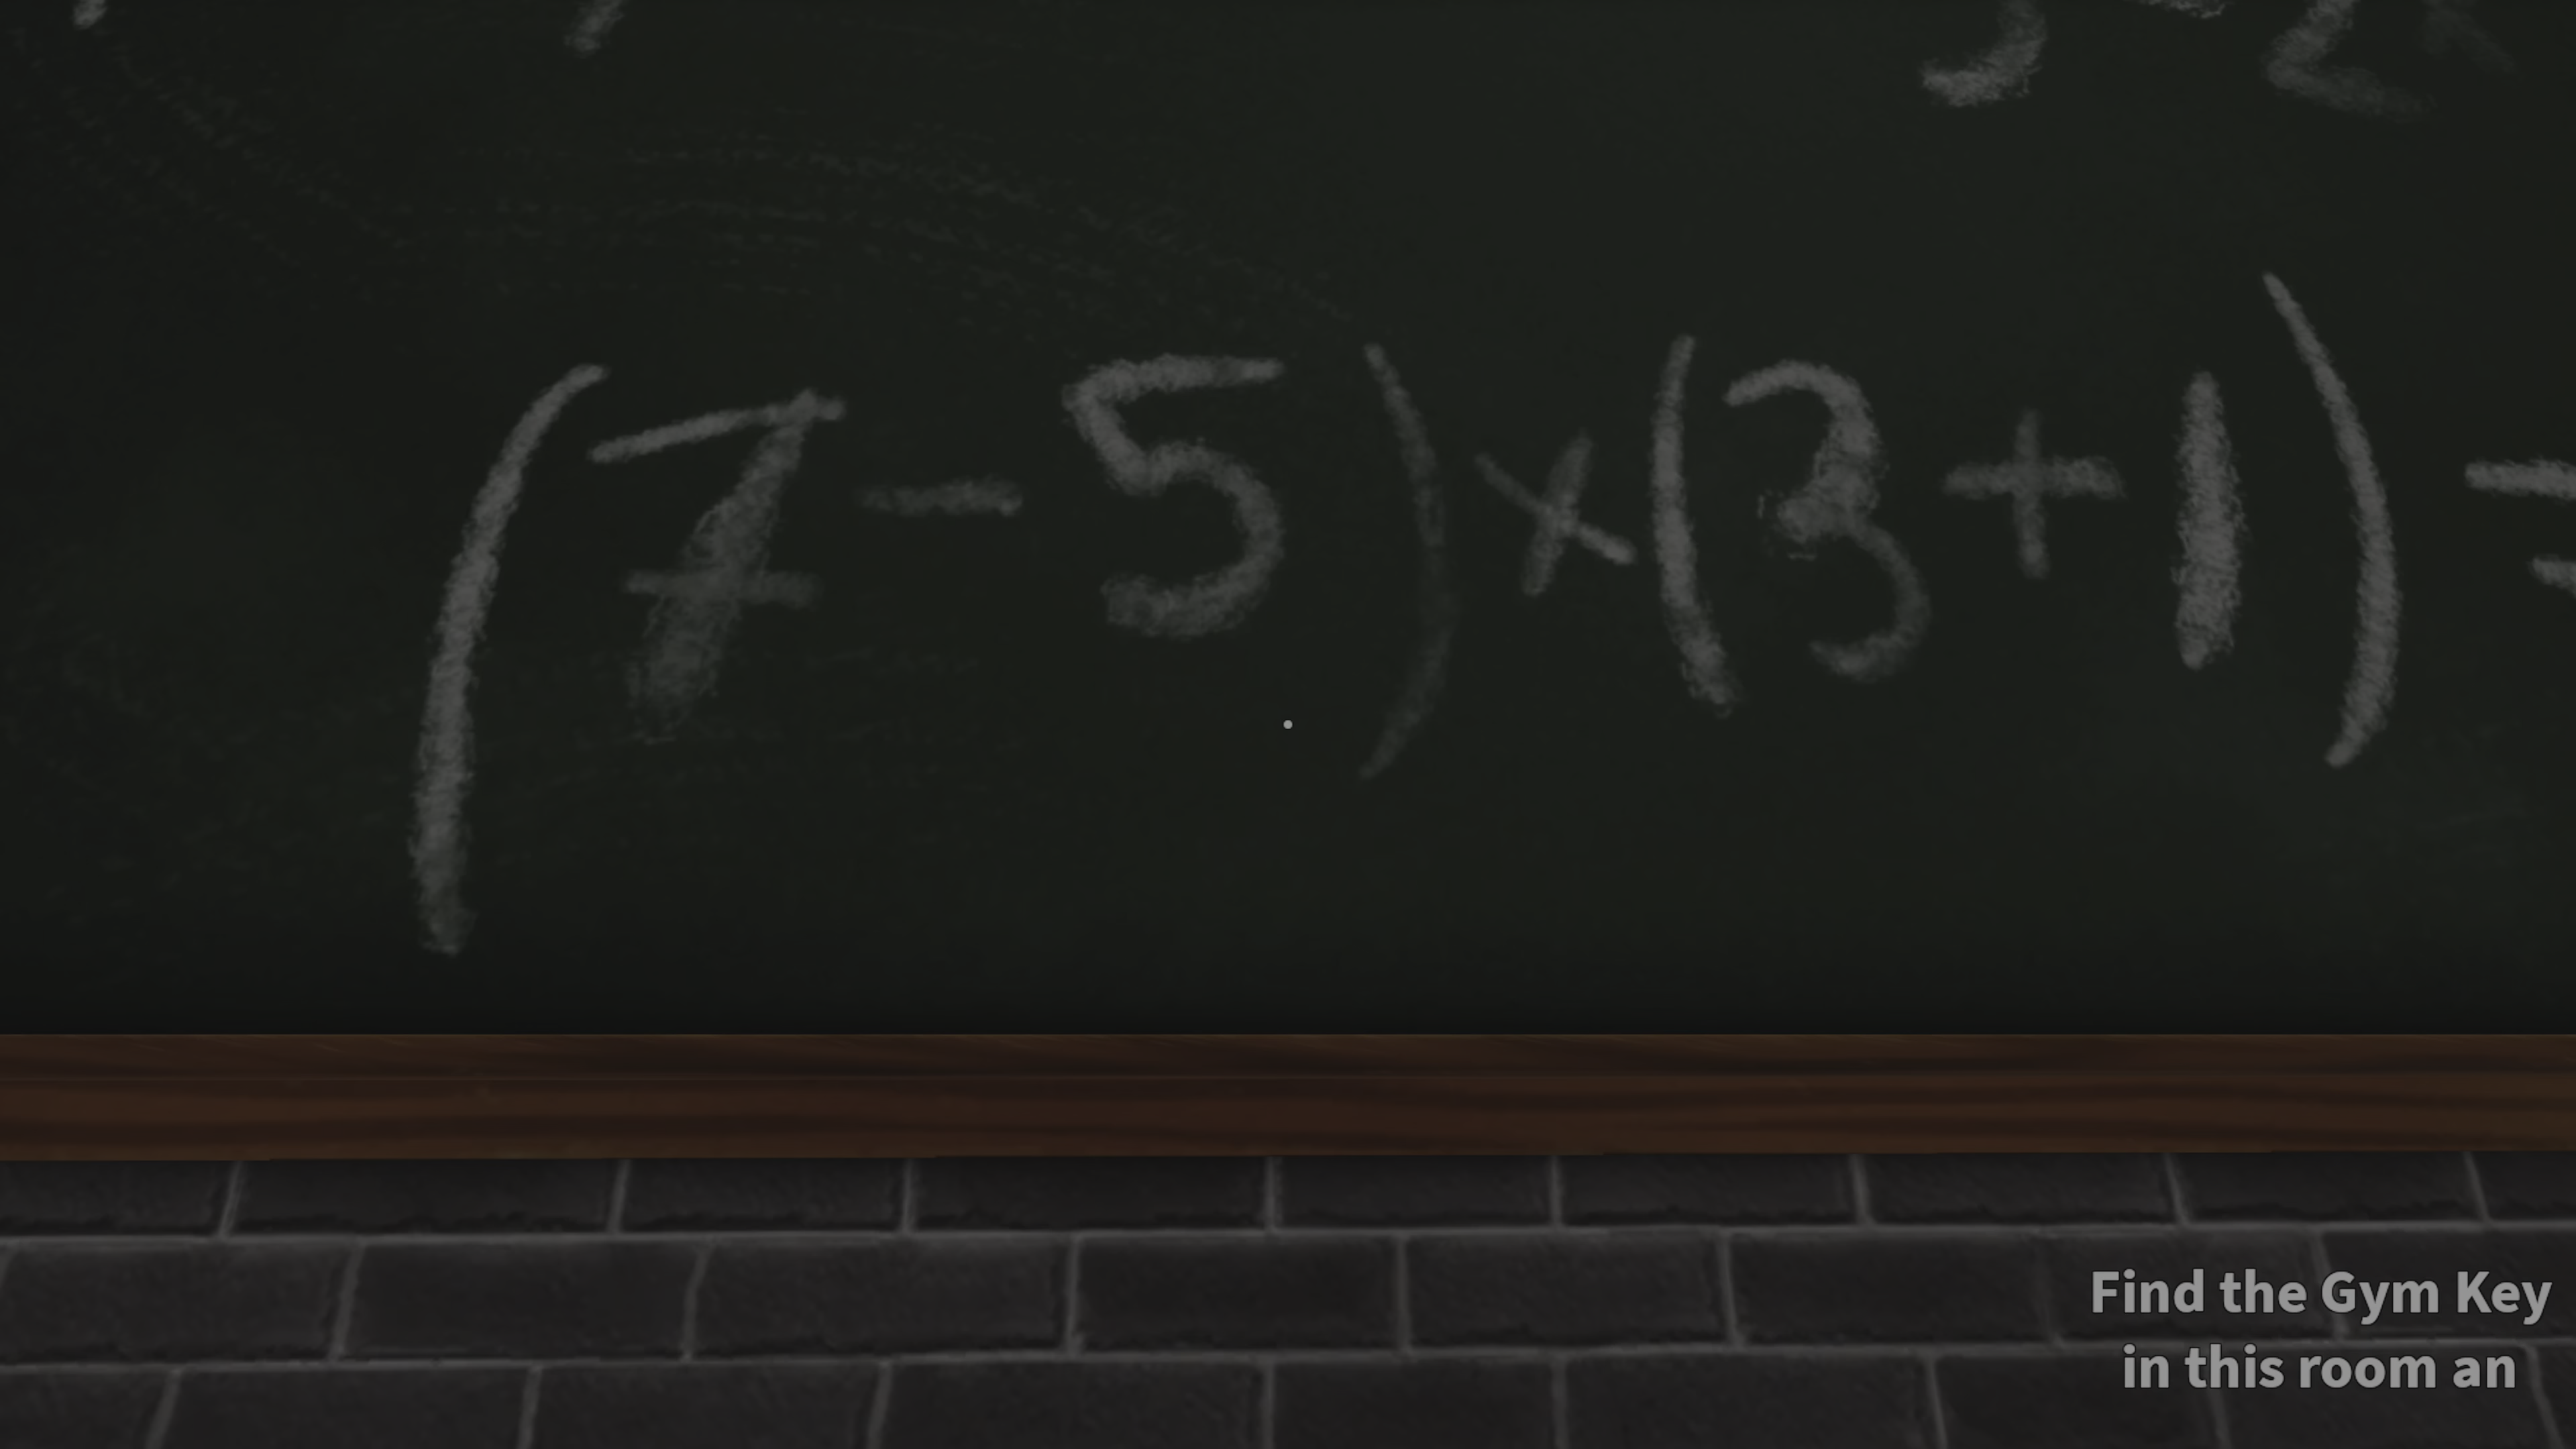 (7-5)x(3+1)=
Find the Gym Key
in this room an